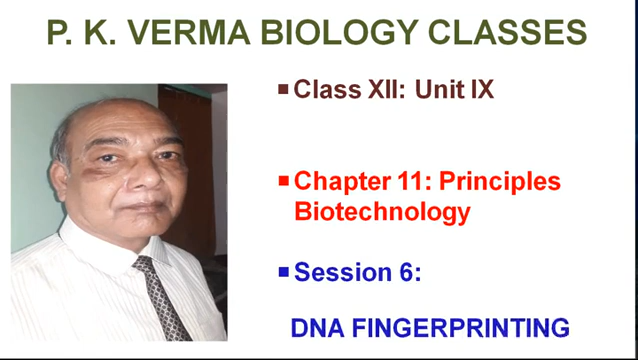 P. K. VERMA BIOLOGY CLASSES
Class XII: Unit IX
Chapter 11: Principles
Biotechnology
Session 6:
DNA FINGERPRINTING